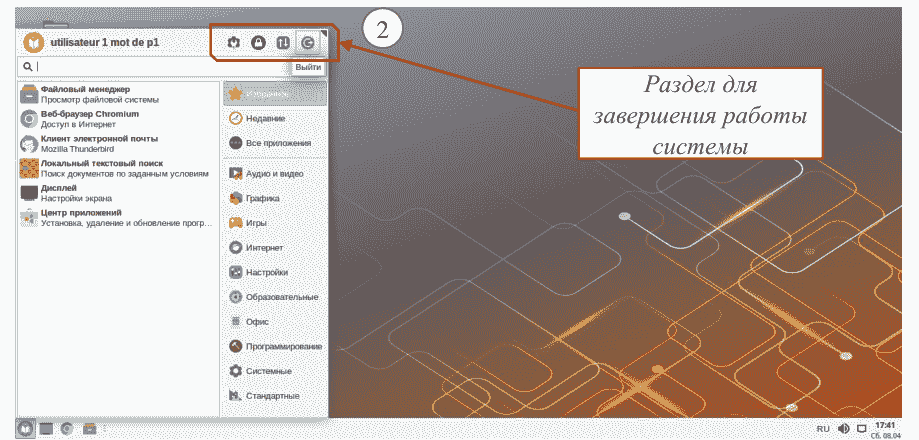 2
utilisateur 1 mot de p1
Выйти
Раздел для
завершения работы
системы
Файловый менеджер
Просмотр файловой системы
Веб-браузер Chromium
Доступ в Интернет
Клиент электронной почты
Mozilla Thunderbird
Локальный текстовый поиск
Поиск документов по заданным условиям
Дисплей
Настройки экрана
Центр приложений
Установка, удаление и обновление прогр...
Избранное
Недавние
Все приложения
Аудио и видео
Графика
Игры
Интернет
Настройки
Образовательные
Офис
Программирование
Системные
Стандартные
RU
17:41
Сб, 08.04